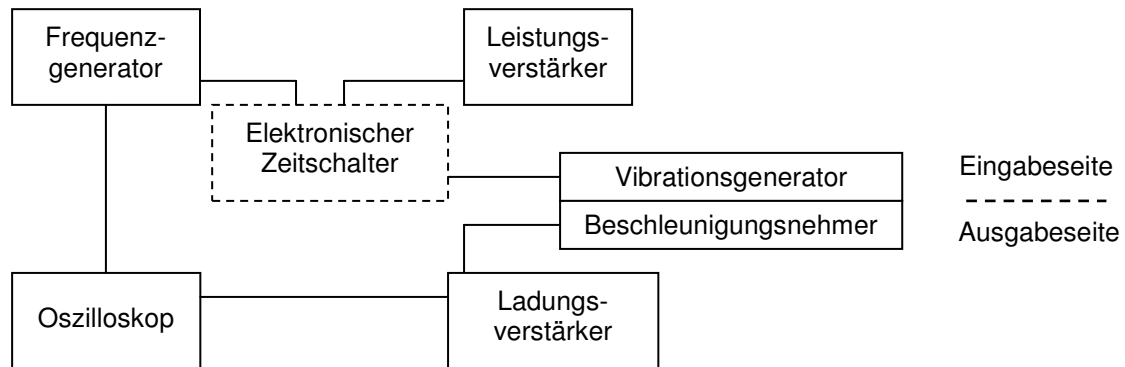 Frequenz-
generator
Leistungs-
verstärker
Elektronischer
Zeitschalter
Vibrationsgenerator
Beschleunigungsnehmer
Eingabeseite
Ausgabeseite
Oszilloskop
Ladungs-
verstärker